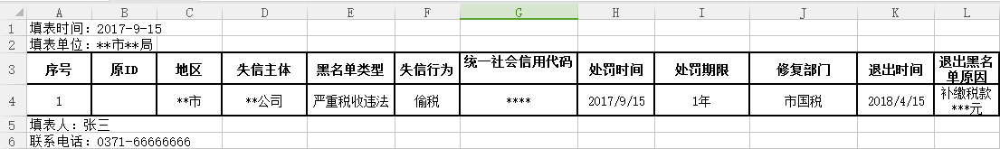 A B C D E F G H I J K L
1 填表时间：2017-9-15
2 填表单位：**市**局
3 序号 原ID 地区 失信主体 黑名单类型 失信行为 统一社会信用代码 处罚时间 处罚期限 修复部门 退出时间 退出黑名单原因
4 1 **市 **公司 严重税收违法 偷税 **** 2017/9/15 1年 市国税 2018/4/15 补缴税款***元
5 填表人：张三
6 联系电话：0371-66666666